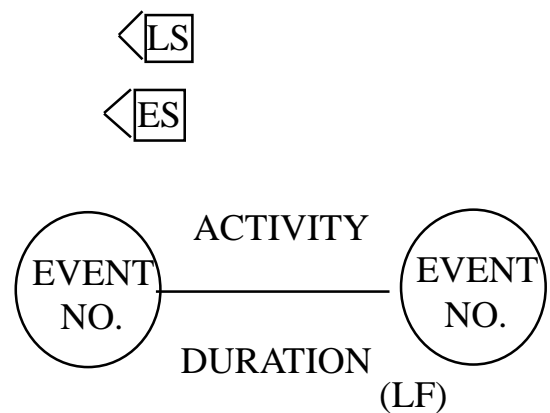 LS
ES
ACTIVITY
EVENT
NO.
EVENT
NO.
DURATION
(LF)